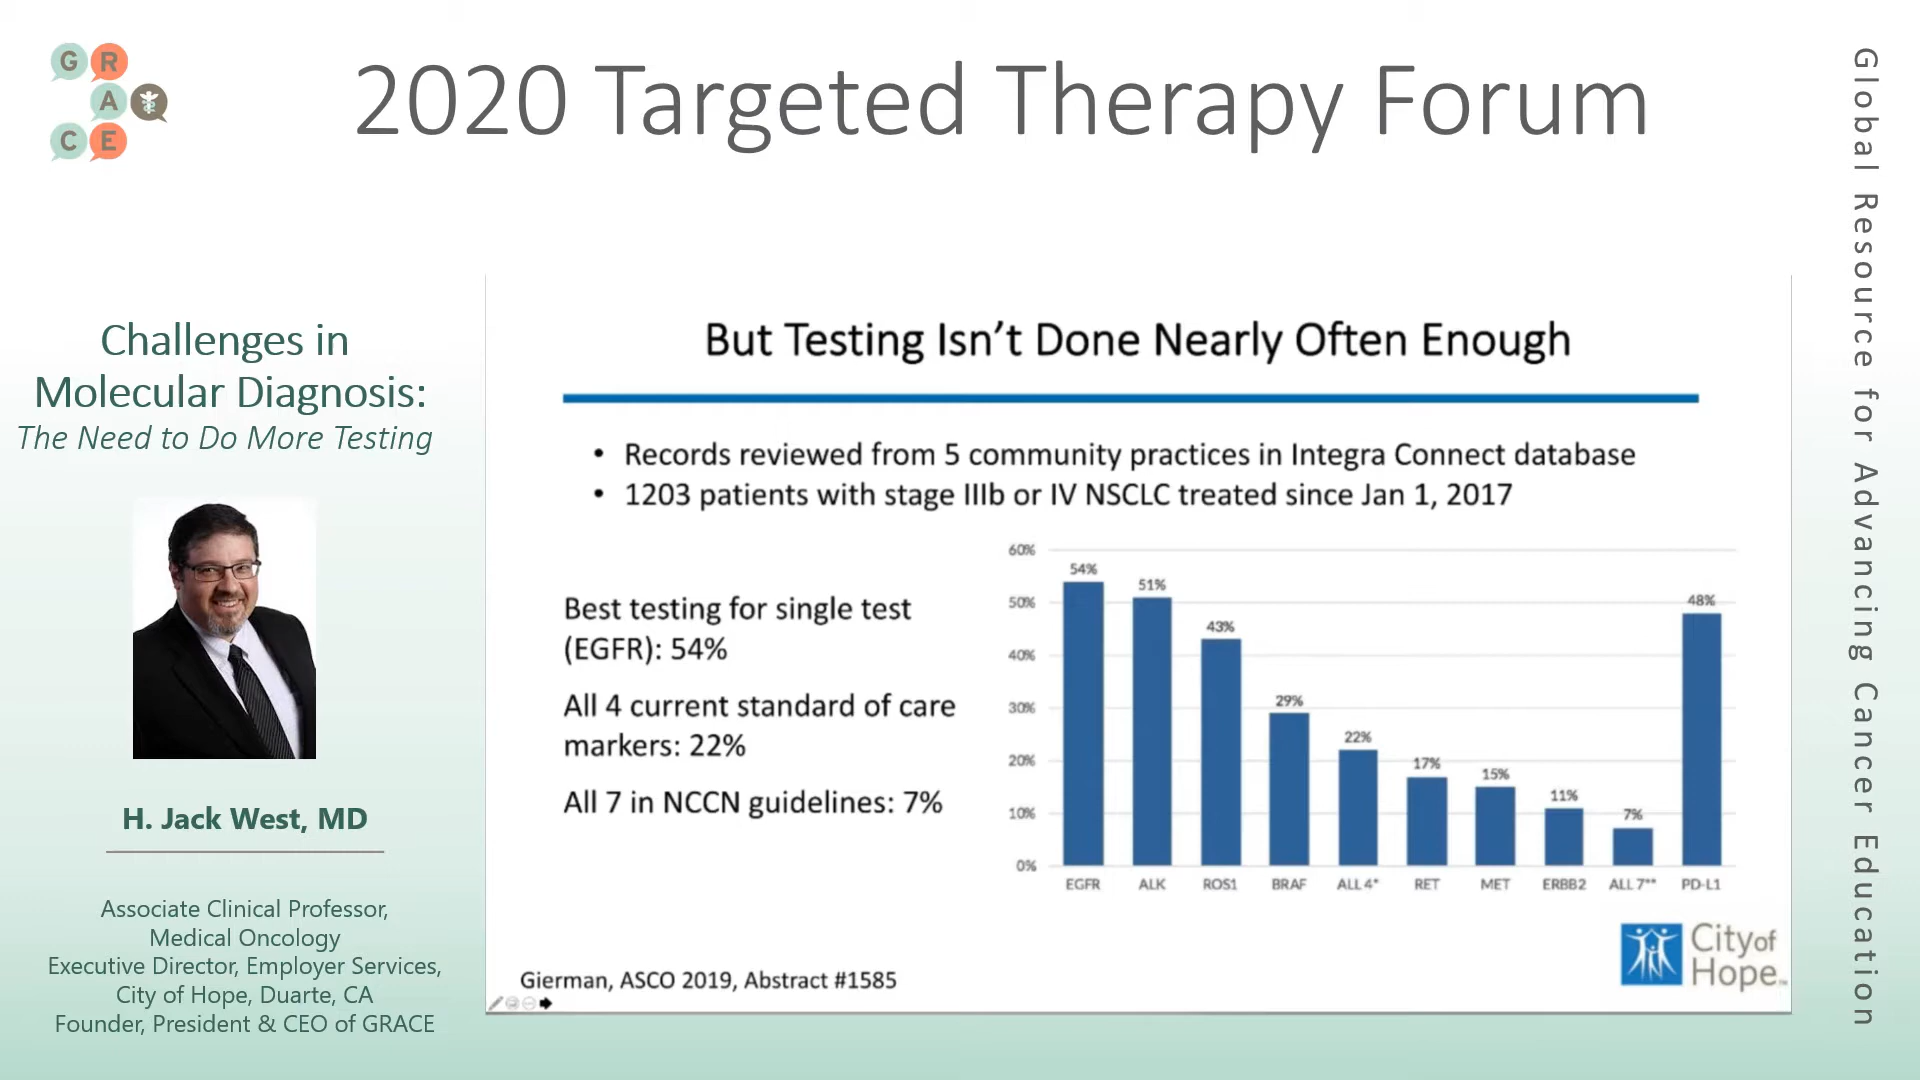 G R
A
C E
2020 Targeted Therapy Forum
Global Resource for Advancing Cancer Education
Challenges in
Molecular Diagnosis:
The Need to Do More Testing
H. Jack West, MD
Associate Clinical Professor,
Medical Oncology
Executive Director, Employer Services,
City of Hope, Duarte, CA
Founder, President & CEO of GRACE
But Testing Isn’t Done Nearly Often Enough
• Records reviewed from 5 community practices in Integra Connect database
• 1203 patients with stage IIIb or IV NSCLC treated since Jan 1, 2017
Best testing for single test
(EGFR): 54%
All 4 current standard of care
markers: 22%
All 7 in NCCN guidelines: 7%
60%
50%
40%
30%
20%
10%
0%
54%
51%
43%
29%
22%
17%
15%
11%
7%
48%
EGFR ALK ROS1 BRAF ALL 4* RET MET ERBB2 ALL 7** PD-L1
Gierman, ASCO 2019, Abstract #1585
City of
Hope